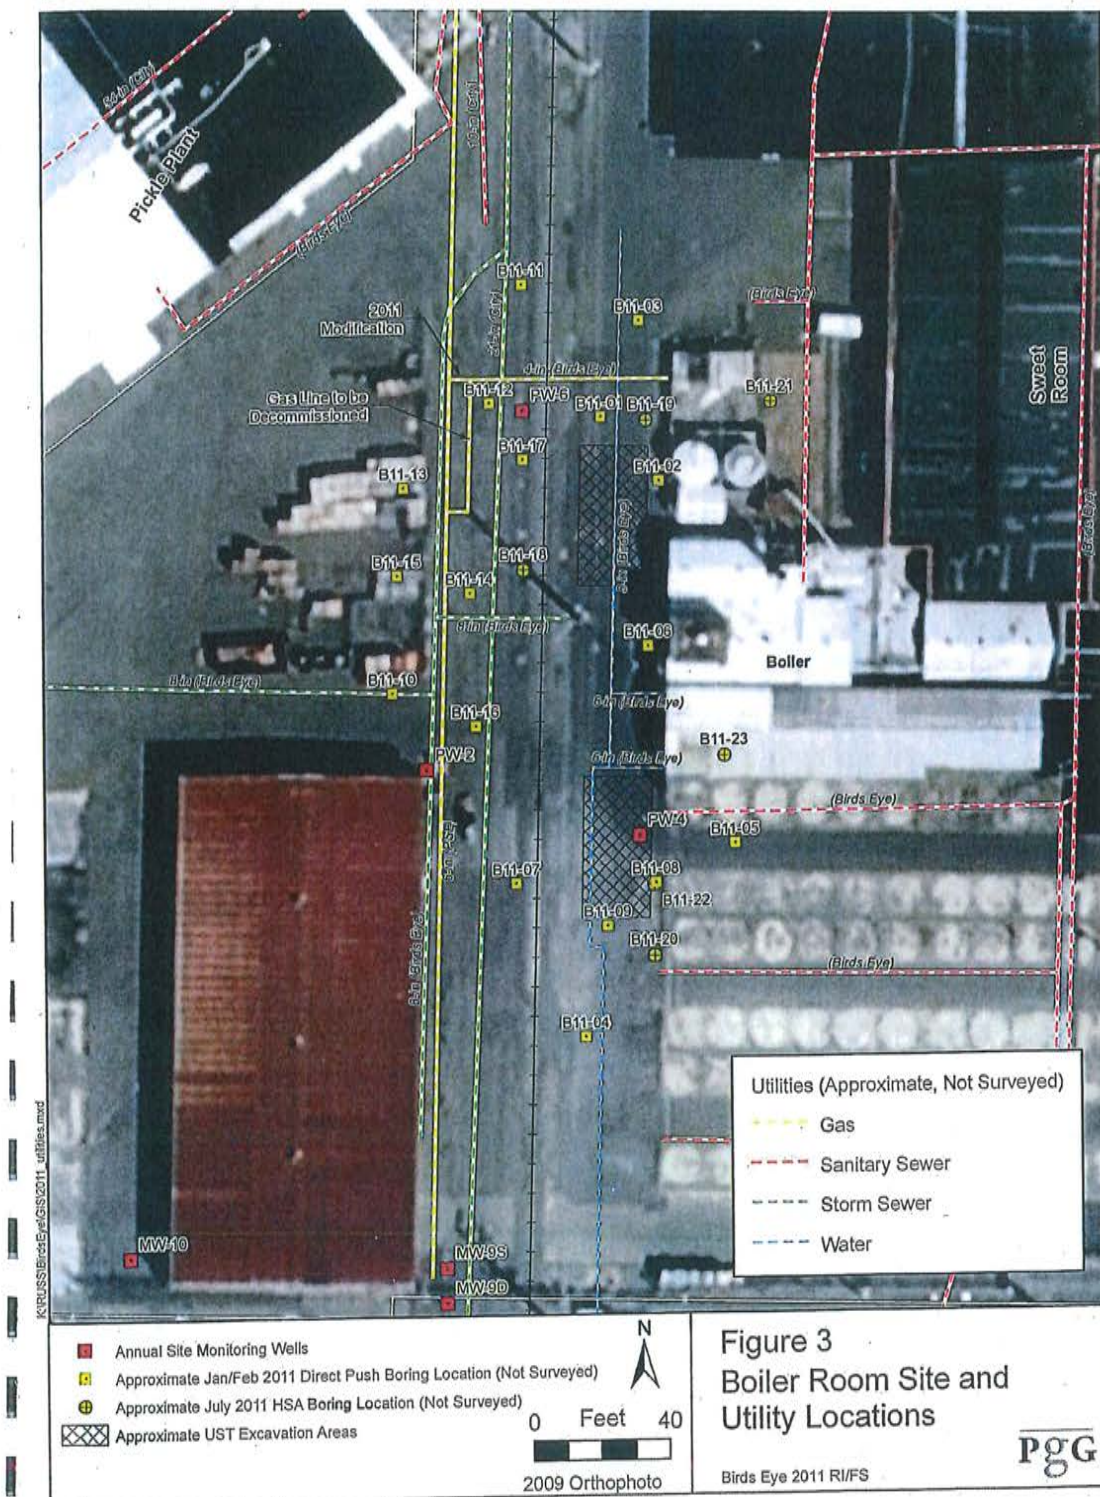 54-in (City)
Pickle Plant
(Birds Eye)
10-in (City)
B11-11
B11-03
2011
Modification
21-in (City)
(Birds Eye)
4-in (Birds Eye)
Sweet
Room
B11-21
Gas Line to be
Decommissioned
B11-12
PW-6
B11-01
B11-19
B11-17
B11-02
B11-13
(Birds Eye)
B11-18
B11-15
B11-14
8-in (Birds Eye)
B11-06
Boiler
8-in (Birds Eye)
B11-10
6-in (Birds Eye)
B11-16
B11-23
PW-2
6-in (Birds Eye)
(Birds Eye)
PW-4
B11-05
B11-07
B11-08
B11-22
B11-09
B11-20
(Birds Eye)
8-in (Birds Eye)
B11-04
Utilities (Approximate, Not Surveyed)
Gas
Sanitary Sewer
Storm Sewer
Water
MW-10
MW-9S
MW-9D
K:\RUSS\BirdsEye\GIS\2011_utilities.mxd
Annual Site Monitoring Wells
Approximate Jan/Feb 2011 Direct Push Boring Location (Not Surveyed)
Approximate July 2011 HSA Boring Location (Not Surveyed)
Approximate UST Excavation Areas
N
0 Feet 40
2009 Orthophoto
Figure 3
Boiler Room Site and
Utility Locations
Birds Eye 2011 RI/FS
PgG